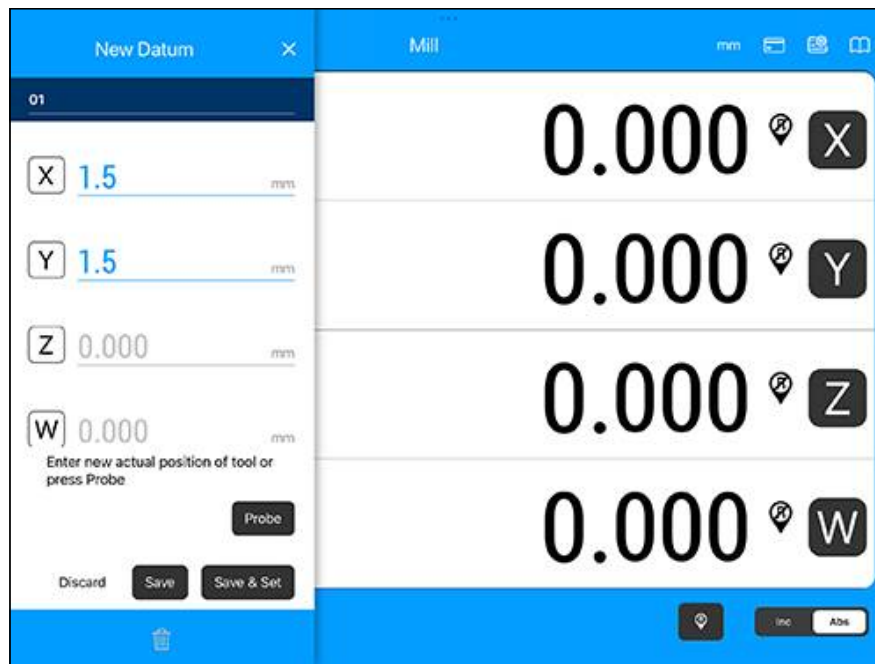 New Datum
Mill
mm
01
X 1.5 mm
Y 1.5 mm
Z 0.000 mm
W 0.000 mm
Enter new actual position of tool or
press Probe
Probe
Discard Save Save & Set
0.000 R X
0.000 R Y
0.000 R Z
0.000 R W
Inc Abs